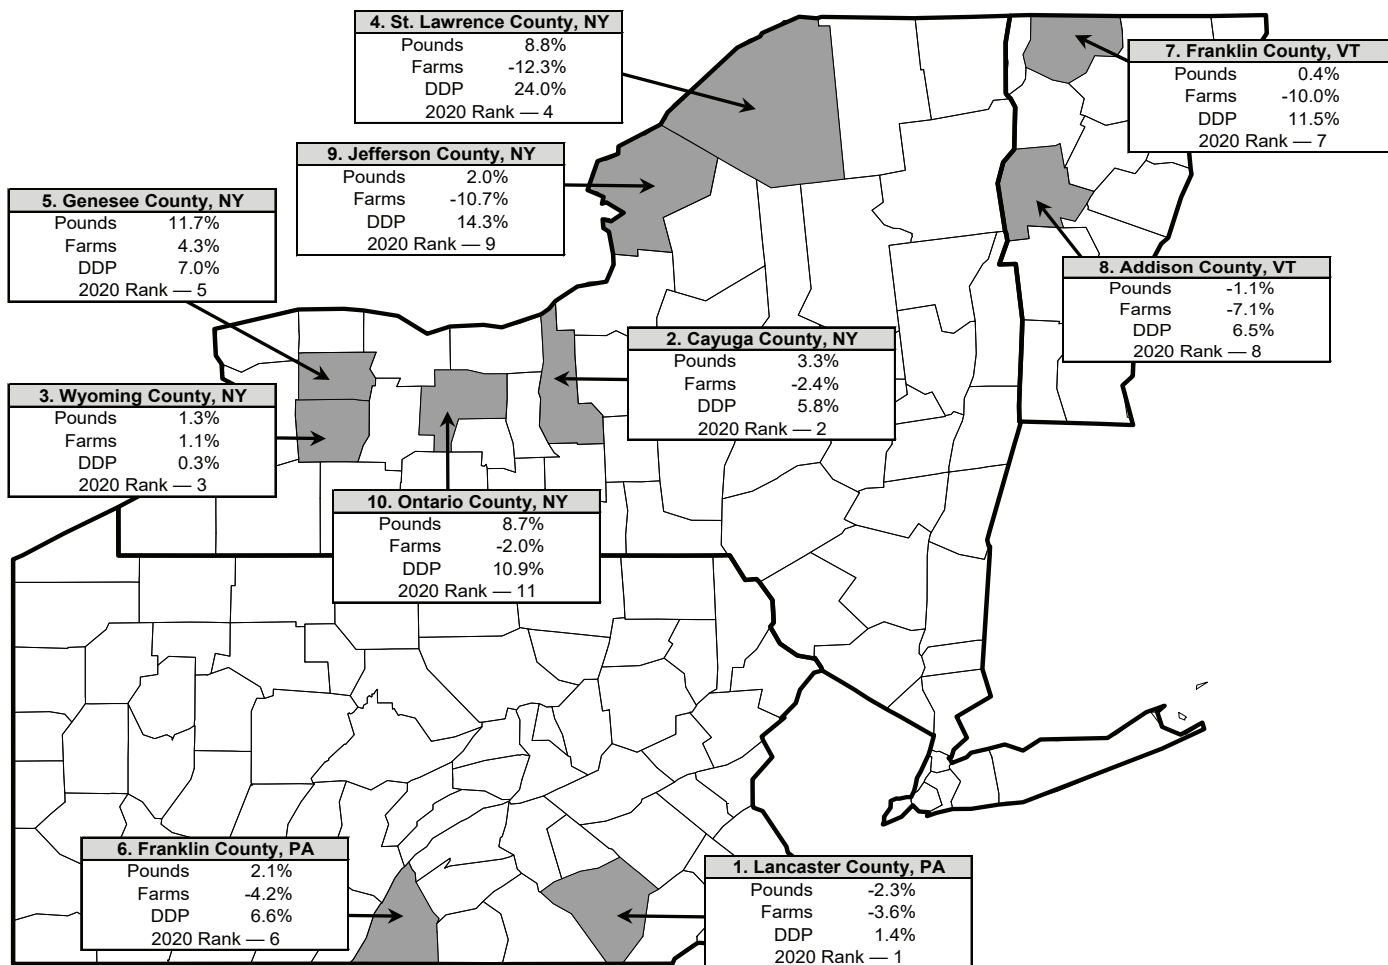 4. St. Lawrence County, NY
Pounds 8.8%
Farms -12.3%
DDP 24.0%
2020 Rank — 4
7. Franklin County, VT
Pounds 0.4%
Farms -10.0%
DDP 11.5%
2020 Rank — 7
9. Jefferson County, NY
Pounds 2.0%
Farms -10.7%
DDP 14.3%
2020 Rank — 9
5. Genesee County, NY
Pounds 11.7%
Farms 4.3%
DDP 7.0%
2020 Rank — 5
8. Addison County, VT
Pounds -1.1%
Farms -7.1%
DDP 6.5%
2020 Rank — 8
2. Cayuga County, NY
Pounds 3.3%
Farms -2.4%
DDP 5.8%
2020 Rank — 2
3. Wyoming County, NY
Pounds 1.3%
Farms 1.1%
DDP 0.3%
2020 Rank — 3
10. Ontario County, NY
Pounds 8.7%
Farms -2.0%
DDP 10.9%
2020 Rank — 11
6. Franklin County, PA
Pounds 2.1%
Farms -4.2%
DDP 6.6%
2020 Rank — 6
1. Lancaster County, PA
Pounds -2.3%
Farms -3.6%
DDP 1.4%
2020 Rank — 1